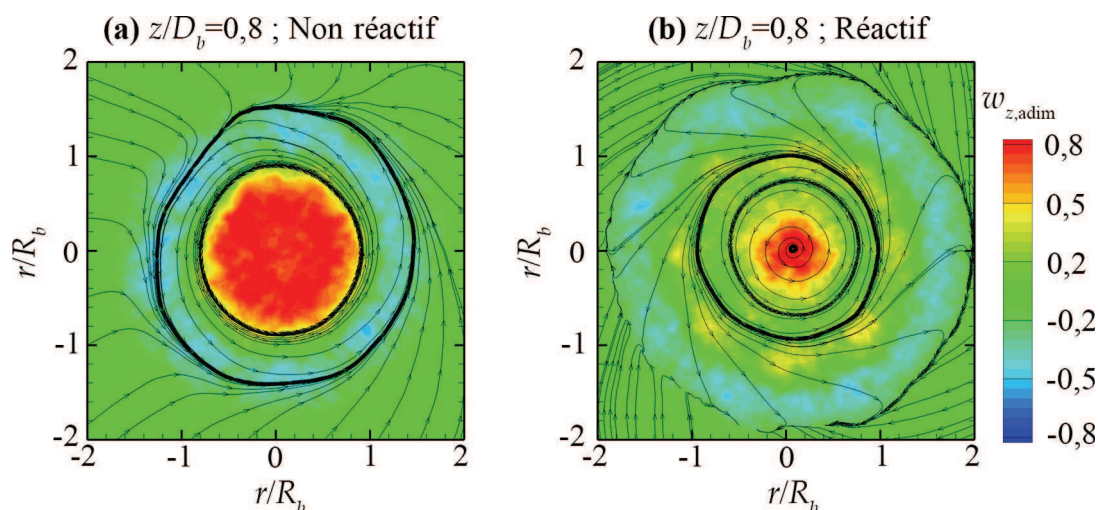 (a) z/D_b=0,8 ; Non réactif
(b) z/D_b=0,8 ; Réactif
2
1
0
-1
-2
r/R_b
-2 -1 0 1 2
r/R_b
2
1
0
-1
-2
r/R_b
-2 -1 0 1 2
r/R_b
w_z,adim
0,8
0,5
0,2
-0,2
-0,5
-0,8